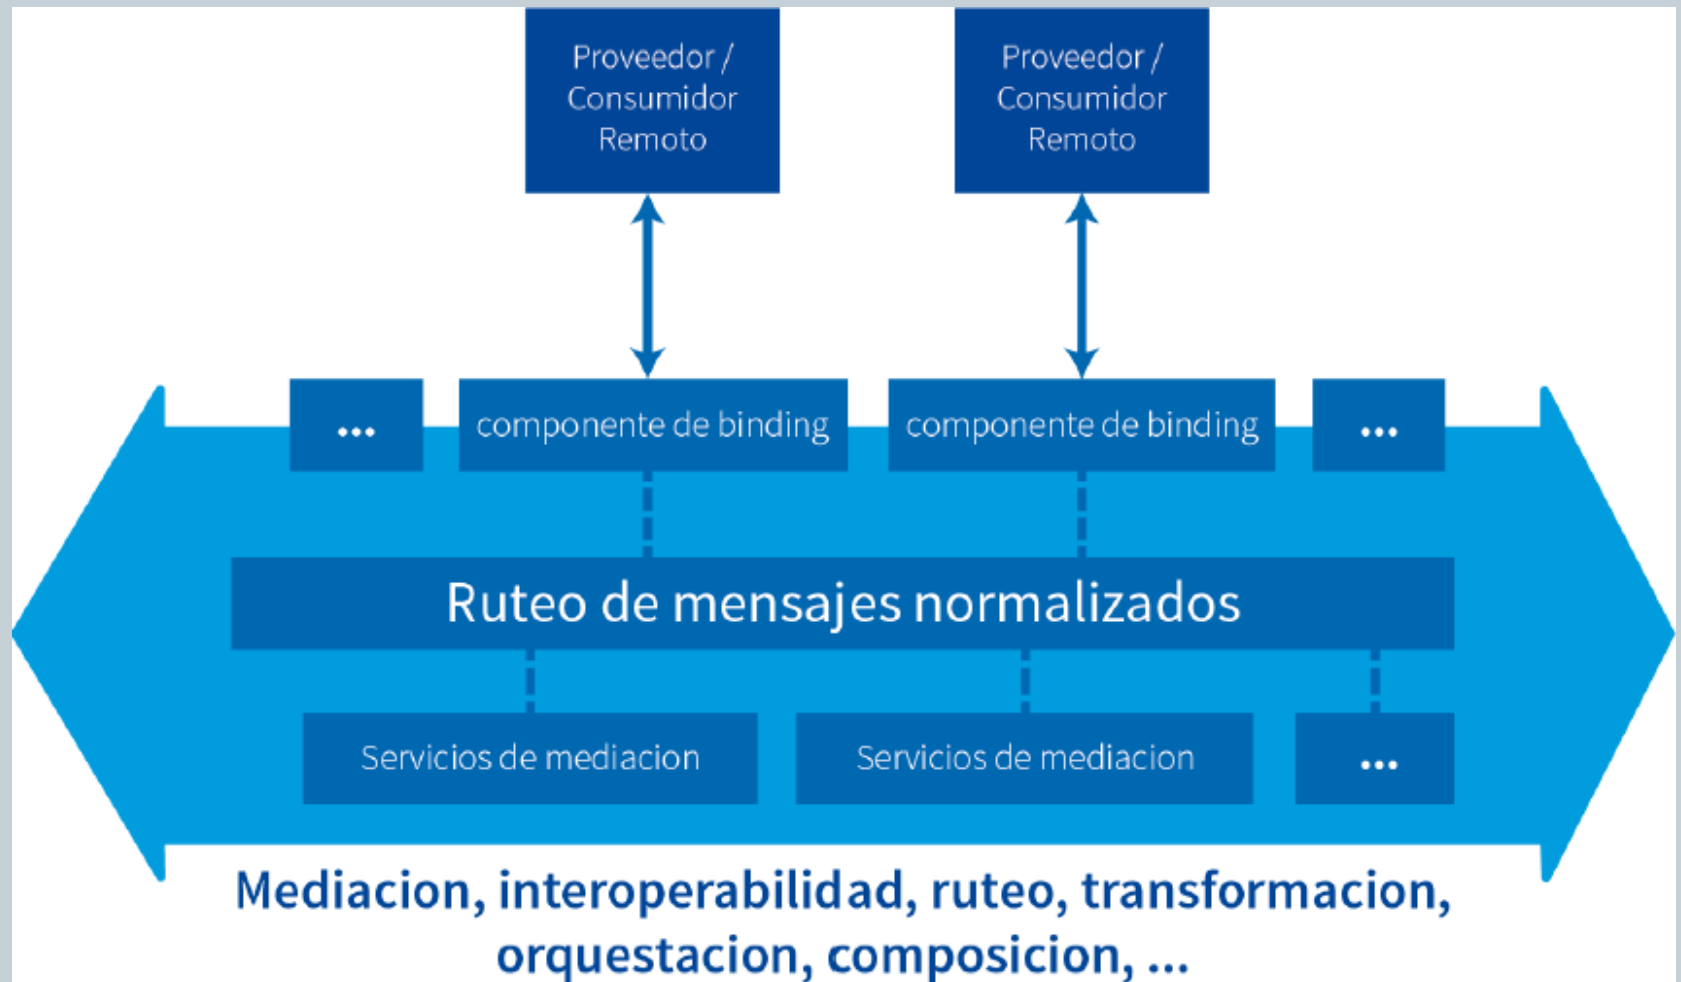 Proveedor /
Consumidor
Remoto
Proveedor /
Consumidor
Remoto
...
componente de binding
componente de binding
...
Ruteo de mensajes normalizados
Servicios de mediacion
Servicios de mediacion
...
Mediacion, interoperabilidad, ruteo, transformacion,
orquestacion, composicion, ...